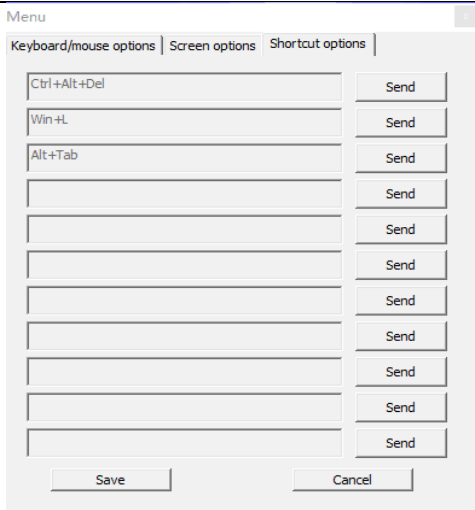 Menu
Keyboard/mouse options Screen options Shortcut options
Ctrl+Alt+Del Send
Win+L Send
Alt+Tab Send
Send
Send
Send
Send
Send
Send
Send
Send
Save Cancel